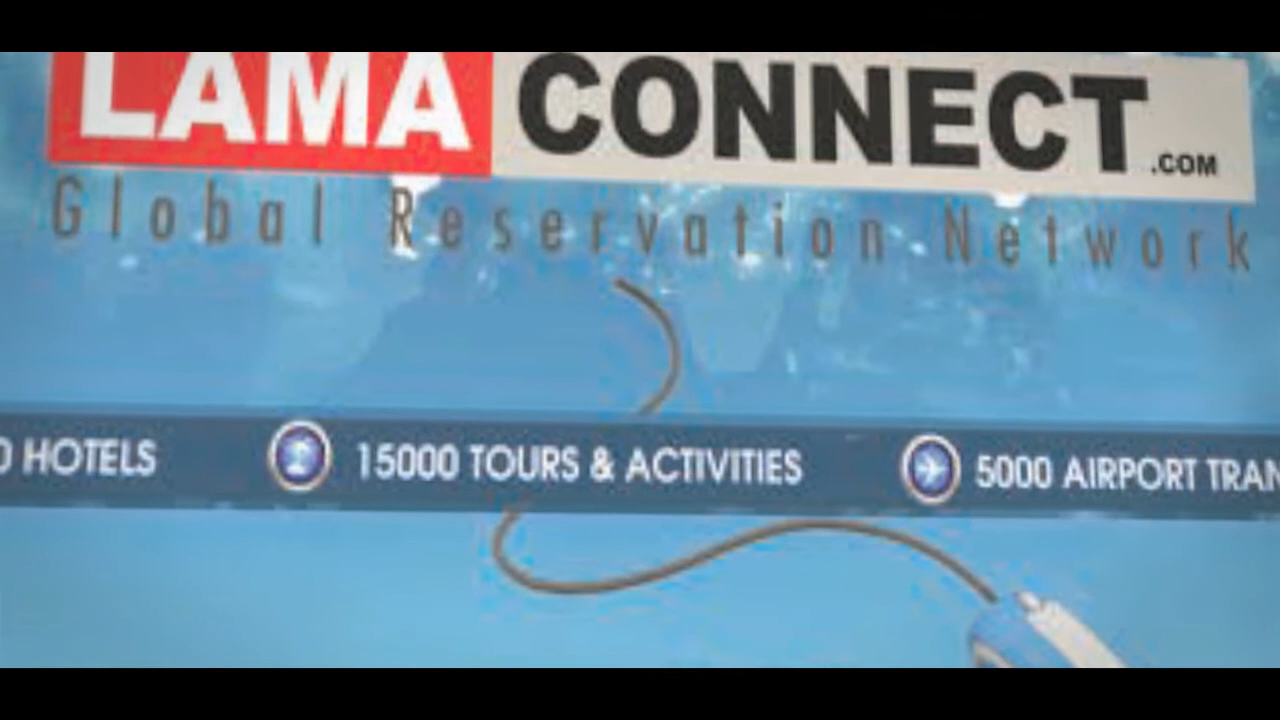 LAMA CONNECT.COM
Global Reservation Network
HOTELS 15000 TOURS & ACTIVITIES 5000 AIRPORT